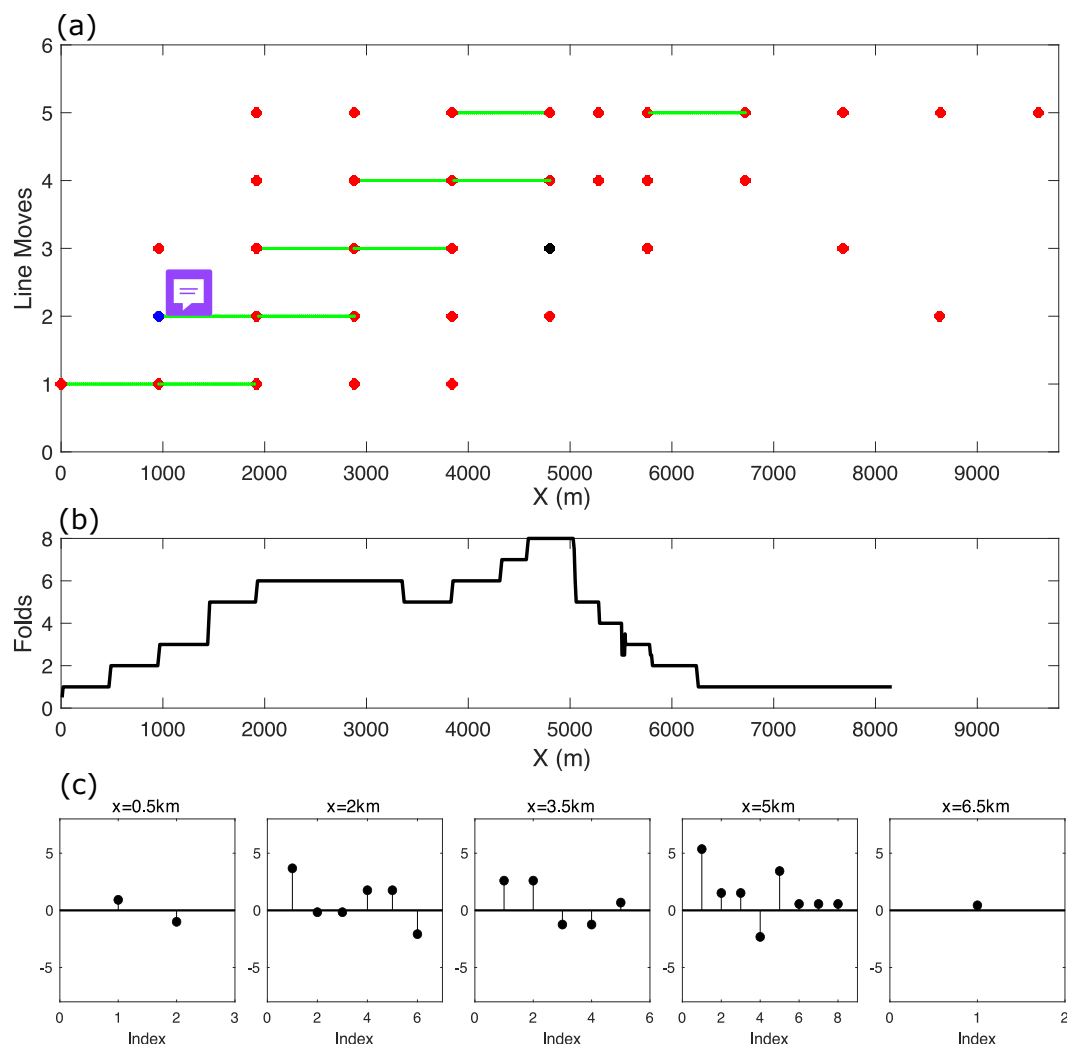 (a)
6
5
4
3
2
1
0
Line Moves
0 1000 2000 3000 4000 5000 6000 7000 8000 9000
X (m)
(b)
8
6
4
2
0
Folds
0 1000 2000 3000 4000 5000 6000 7000 8000 9000
X (m)
(c)
x=0.5km x=2km x=3.5km x=5km x=6.5km
5 5 5 5 5
0 0 0 0 0
-5 -5 -5 -5 -5
0 1 2 3 0 2 4 6 0 2 4 6 0 2 4 6 8 0 1 2
Index Index Index Index Index